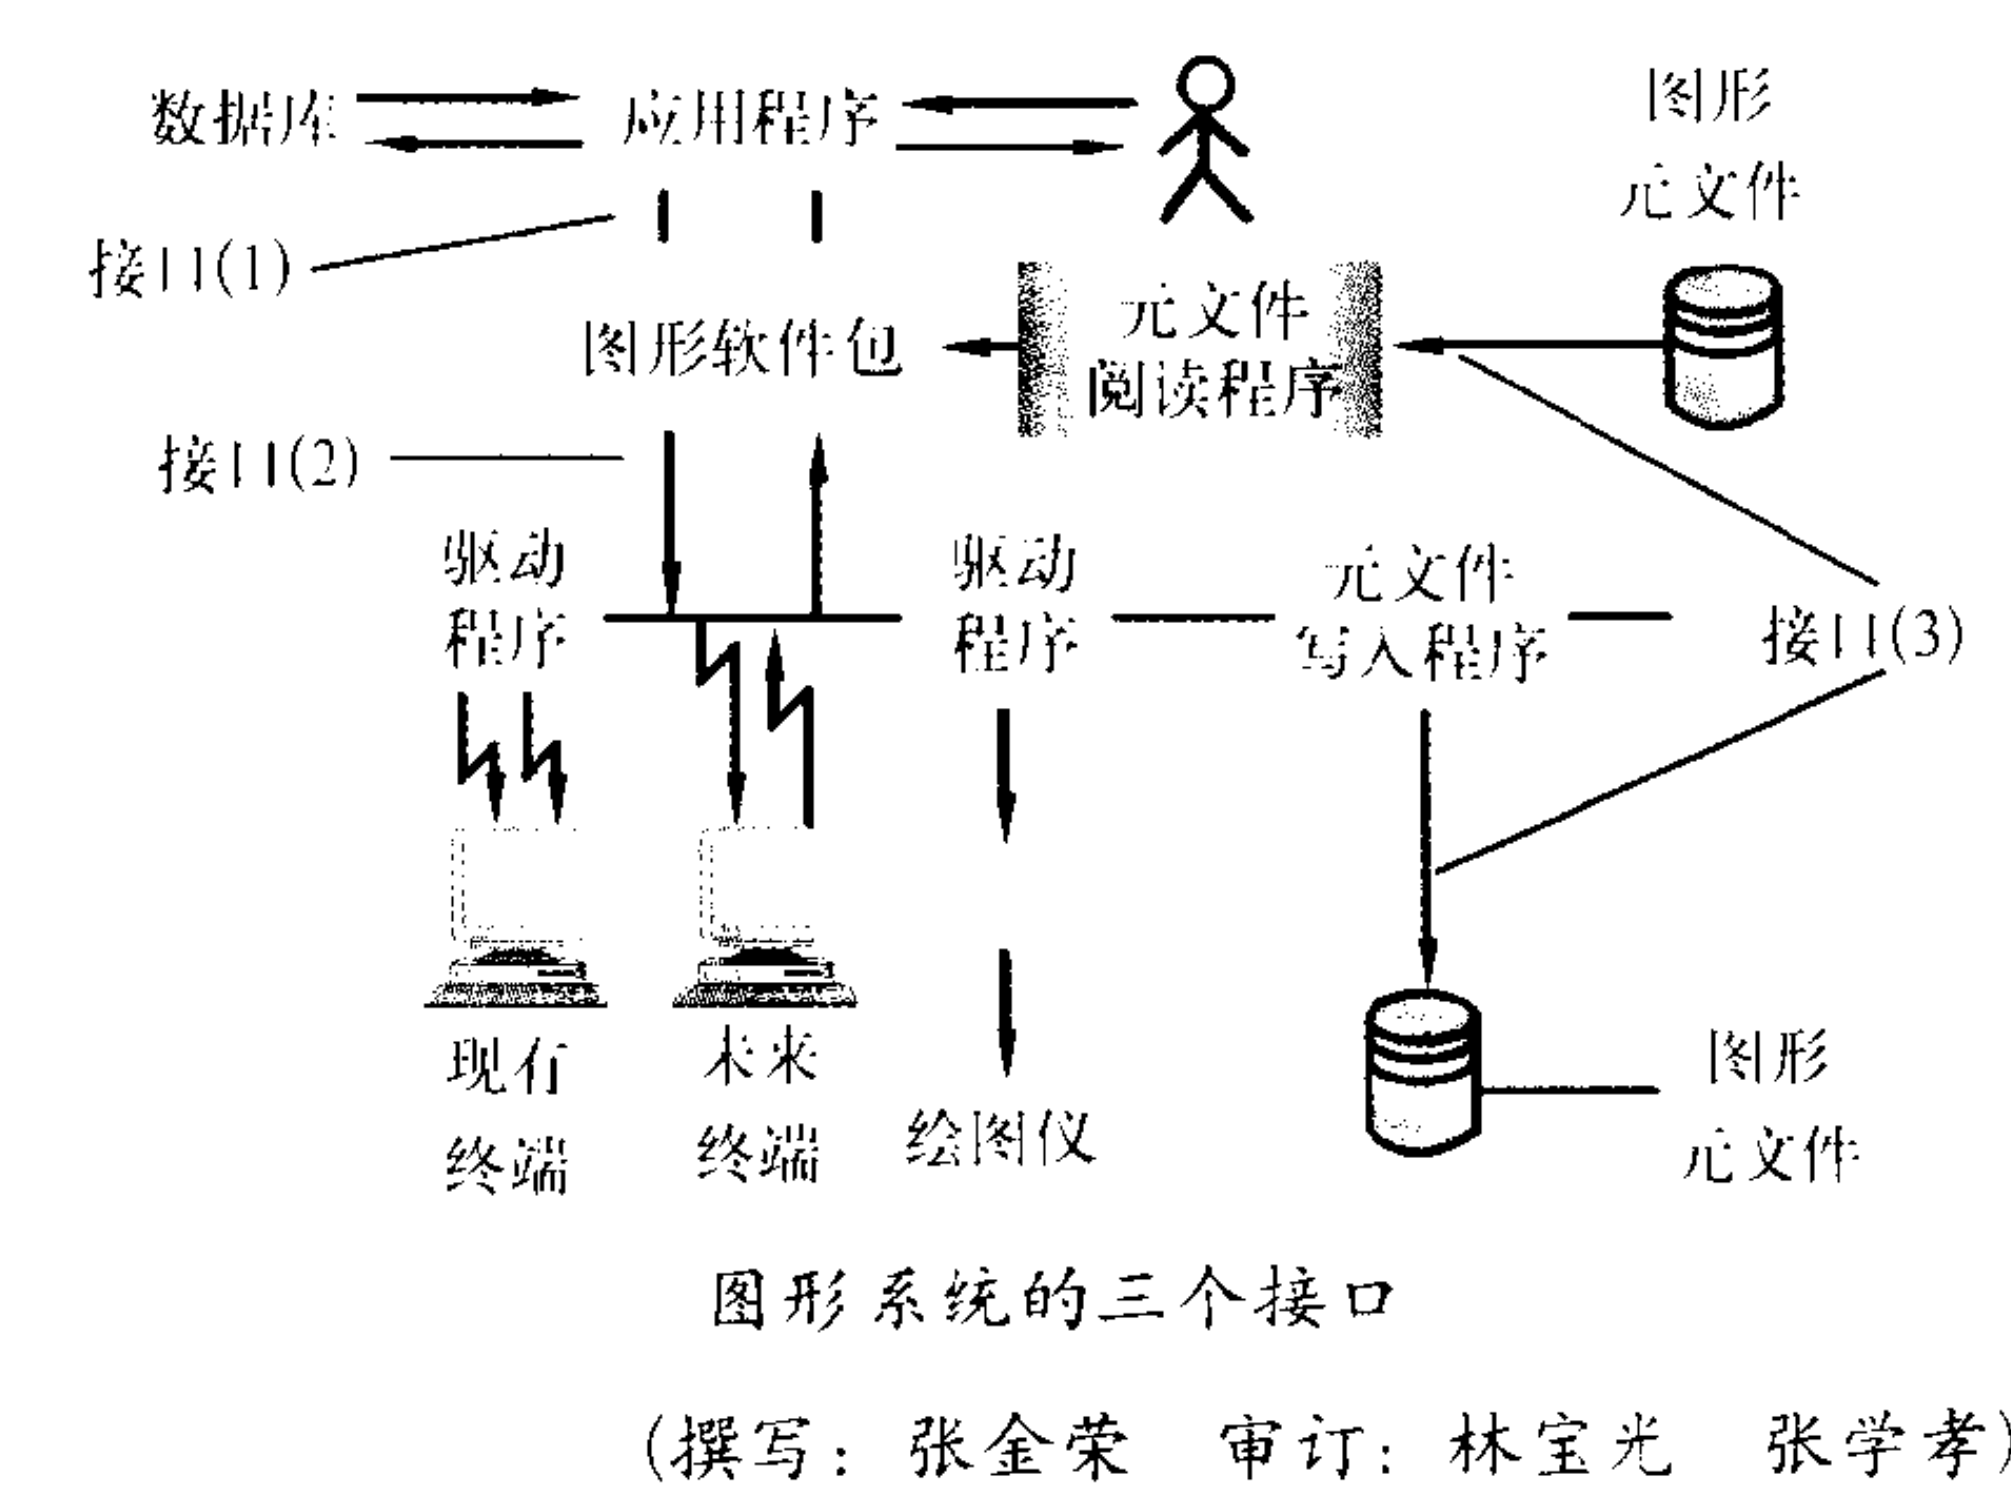 数据库 应用程序 图形
元文件
接口(1)
元文件
图形软件包
阅读程序
接口(2)
驱动 驱动 元文件
程序 程序 写入程序 接口(3)
现有 未来
终端 终端 绘图仪
图形
元文件
图形系统的三个接口
(撰写: 张金荣 审订: 林宝光 张学孝)